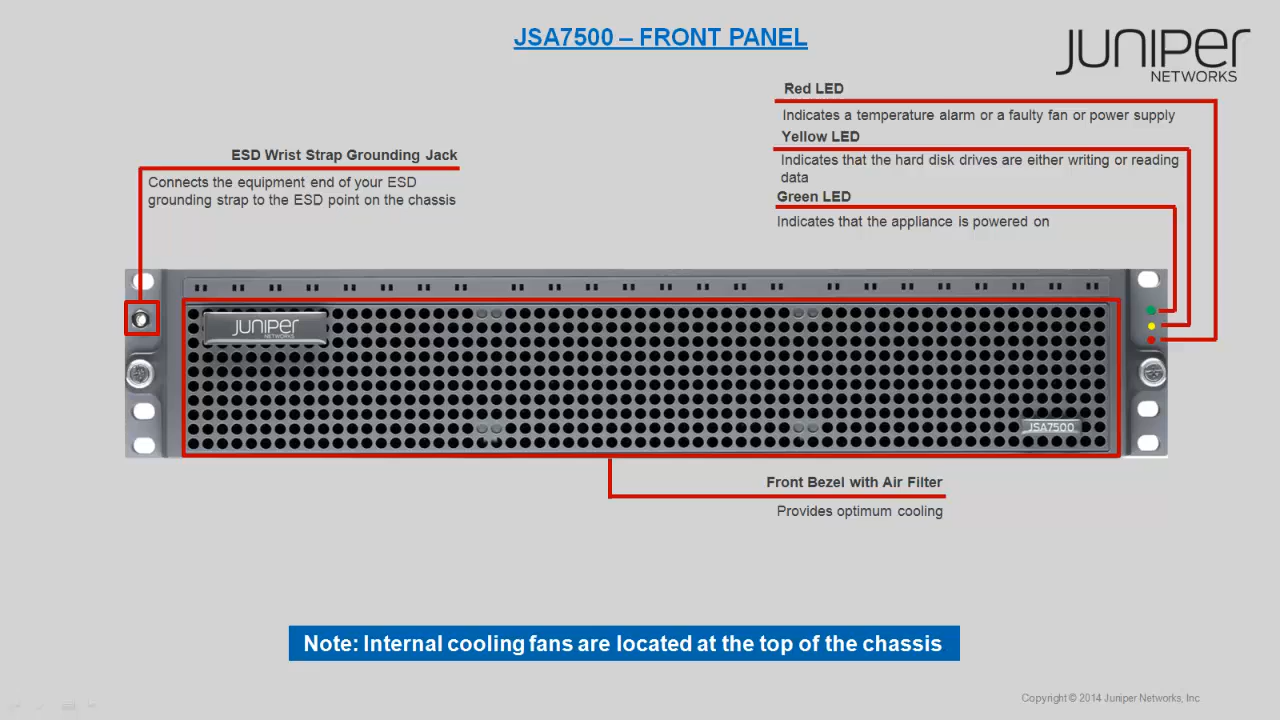 JSA7500 – FRONT PANEL
JUNIPER
NETWORKS
Red LED
Indicates a temperature alarm or a faulty fan or power supply
Yellow LED
Indicates that the hard disk drives are either writing or reading
data
Green LED
Indicates that the appliance is powered on
ESD Wrist Strap Grounding Jack
Connects the equipment end of your ESD
grounding strap to the ESD point on the chassis
JUNIPER
NETWORKS
JSA7500
Front Bezel with Air Filter
Provides optimum cooling
Note: Internal cooling fans are located at the top of the chassis
Copyright © 2014 Juniper Networks, Inc